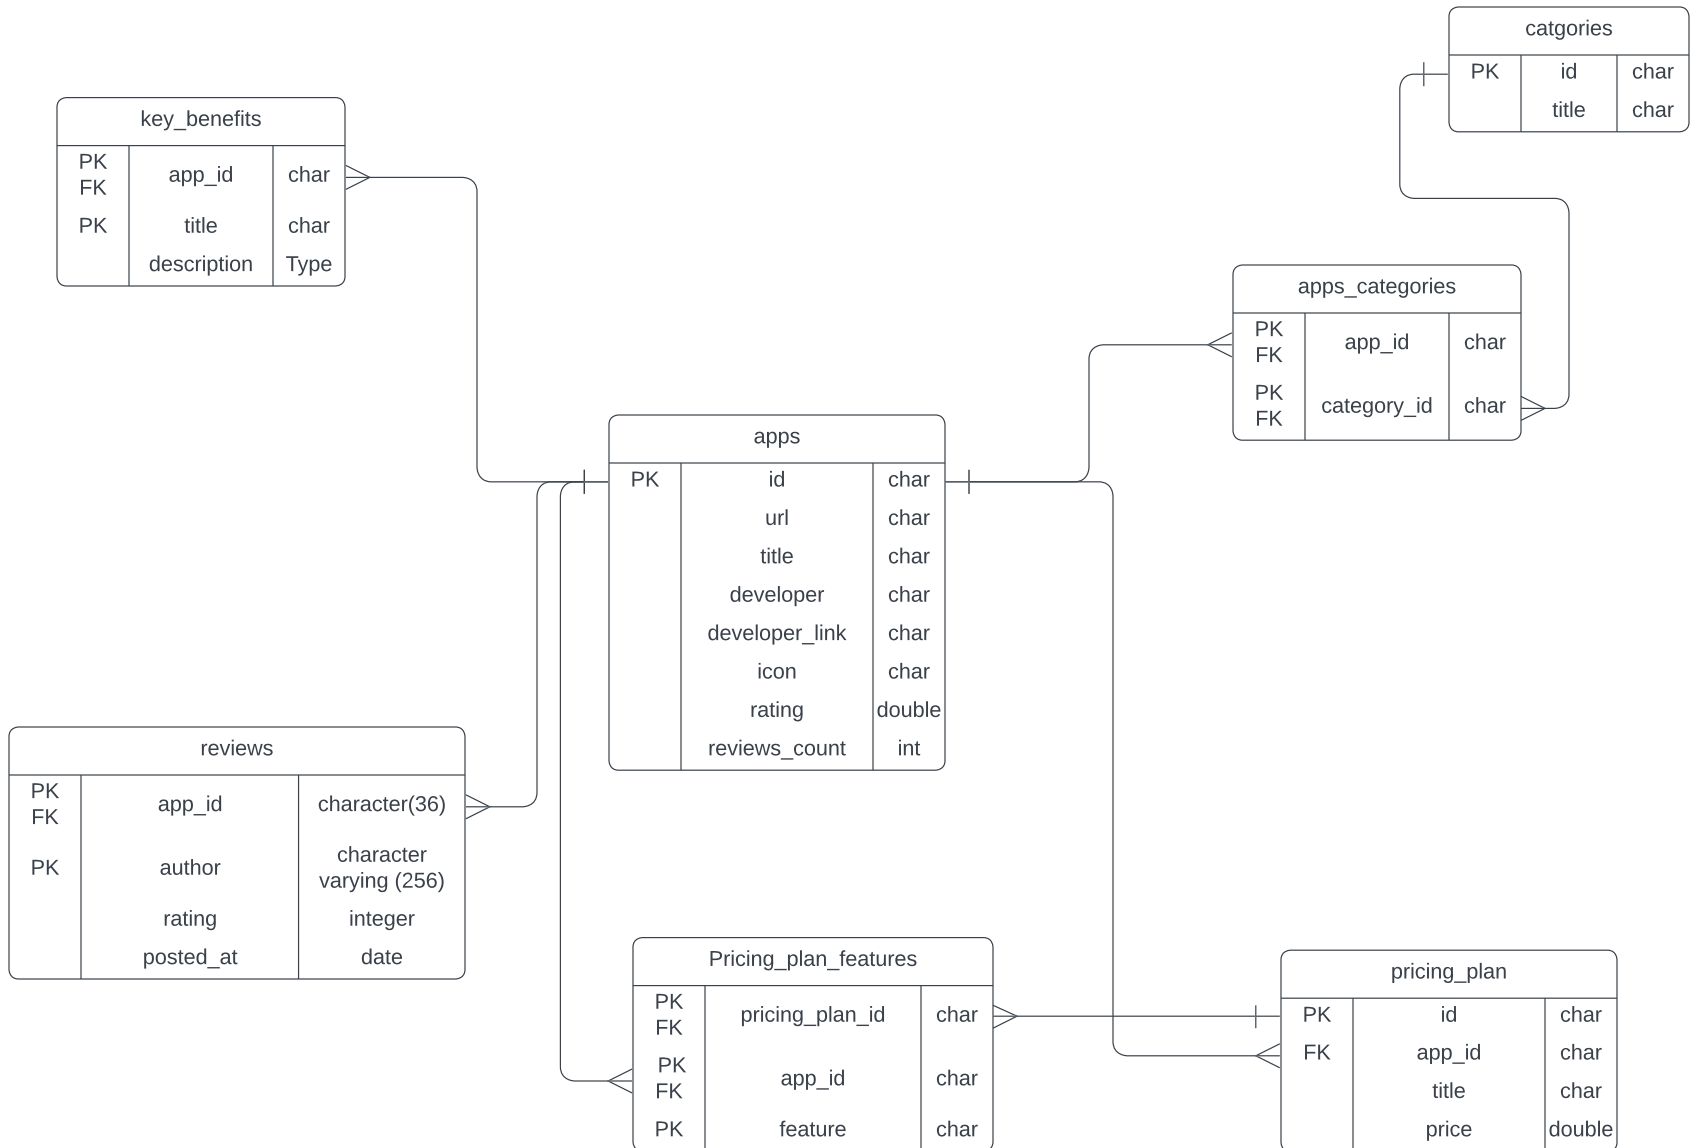 catgories
PK id char
title char
key_benefits
PK
FK
app_id char
PK title char
description Type
apps_categories
PK
FK
app_id char
PK
FK
category_id char
apps
PK id char
url char
title char
developer char
developer_link char
icon char
rating double
reviews_count int
reviews
PK
FK
app_id character(36)
PK author character
varying (256)
rating integer
posted_at date
Pricing_plan_features
PK
FK
pricing_plan_id char
PK
FK
app_id char
PK feature char
pricing_plan
PK id char
FK app_id char
title char
price double